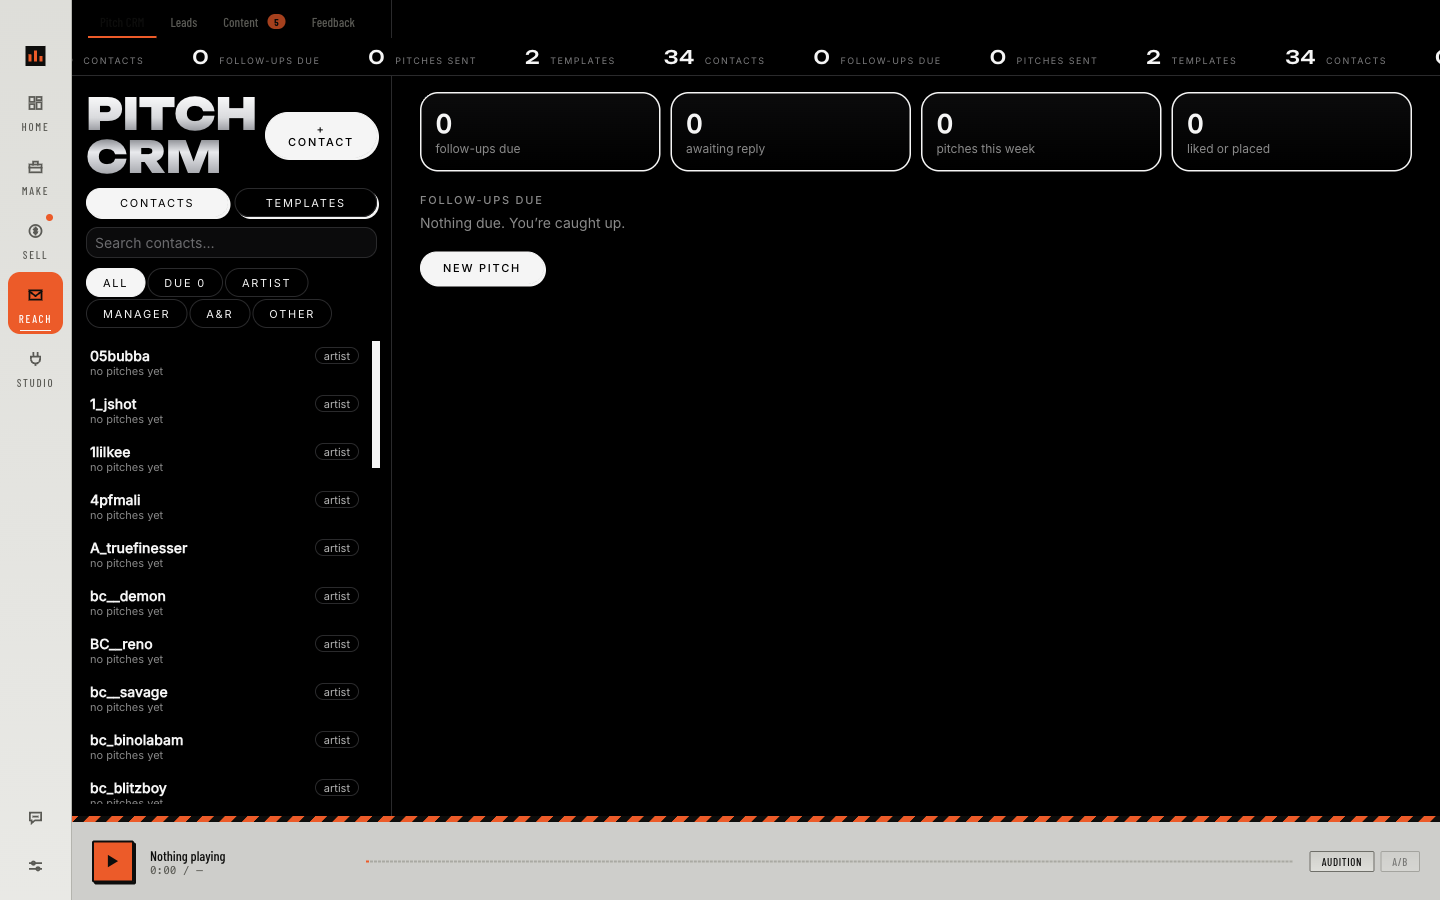 Pitch CRM Leads Content 5 Feedback
CONTACTS 0 FOLLOW-UPS DUE 0 PITCHES SENT 2 TEMPLATES 34 CONTACTS 0 FOLLOW-UPS DUE 0 PITCHES SENT 2 TEMPLATES 34 CONTACTS
HOME
MAKE
SELL
REACH
STUDIO
PITCH
CRM
+
CONTACT
CONTACTS TEMPLATES
Search contacts...
ALL DUE 0 ARTIST
MANAGER A&R OTHER
05bubba artist
no pitches yet
1_jshot artist
no pitches yet
1lilkee artist
no pitches yet
4pfmali artist
no pitches yet
A_truefinesser artist
no pitches yet
bc__demon artist
no pitches yet
BC__reno artist
no pitches yet
bc__savage artist
no pitches yet
bc_binolabam artist
no pitches yet
bc_blitzboy artist
no pitches yet
0
follow-ups due
0
awaiting reply
0
pitches this week
0
liked or placed
FOLLOW-UPS DUE
Nothing due. You're caught up.
NEW PITCH
Nothing playing
0:00 / —
AUDITION A/B